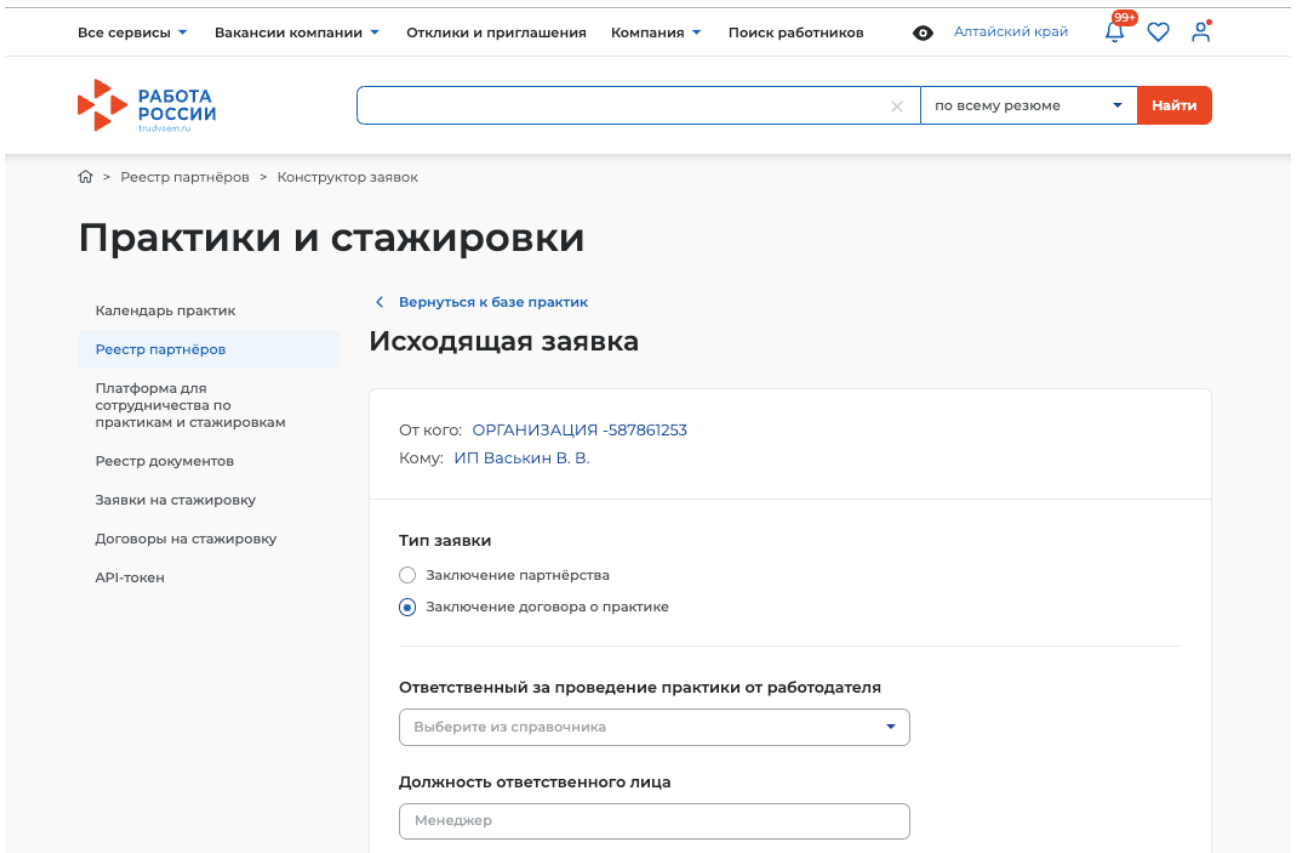 Все сервисы Вакансии компании Отклики и приглашения Компания Поиск работников Алтайский край 99+
РАБОТА
РОССИИ
trudvsem.ru
по всему резюме Найти
> Реестр партнёров > Конструктор заявок
Практики и стажировки
Календарь практик
Реестр партнёров
Платформа для
сотрудничества по
практикам и стажировкам
Реестр документов
Заявки на стажировку
Договоры на стажировку
API-токен
Вернуться к базе практик
Исходящая заявка
От кого: ОРГАНИЗАЦИЯ -587861253
Кому: ИП Васькин В. В.
Тип заявки
Заключение партнёрства
Заключение договора о практике
Ответственный за проведение практики от работодателя
Выберите из справочника
Должность ответственного лица
Менеджер